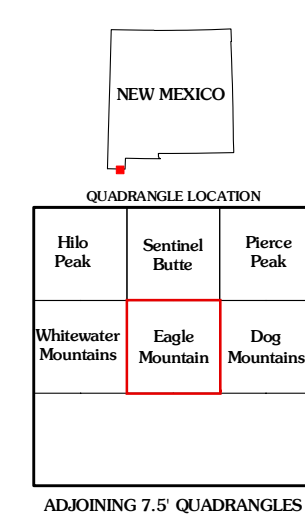 NEW MEXICO
QUADRANGLE LOCATION
Hilo
Peak
Sentinel
Butte
Pierce
Peak
Whitewater
Mountains
Eagle
Mountain
Dog
Mountains
ADJOINING 7.5' QUADRANGLES